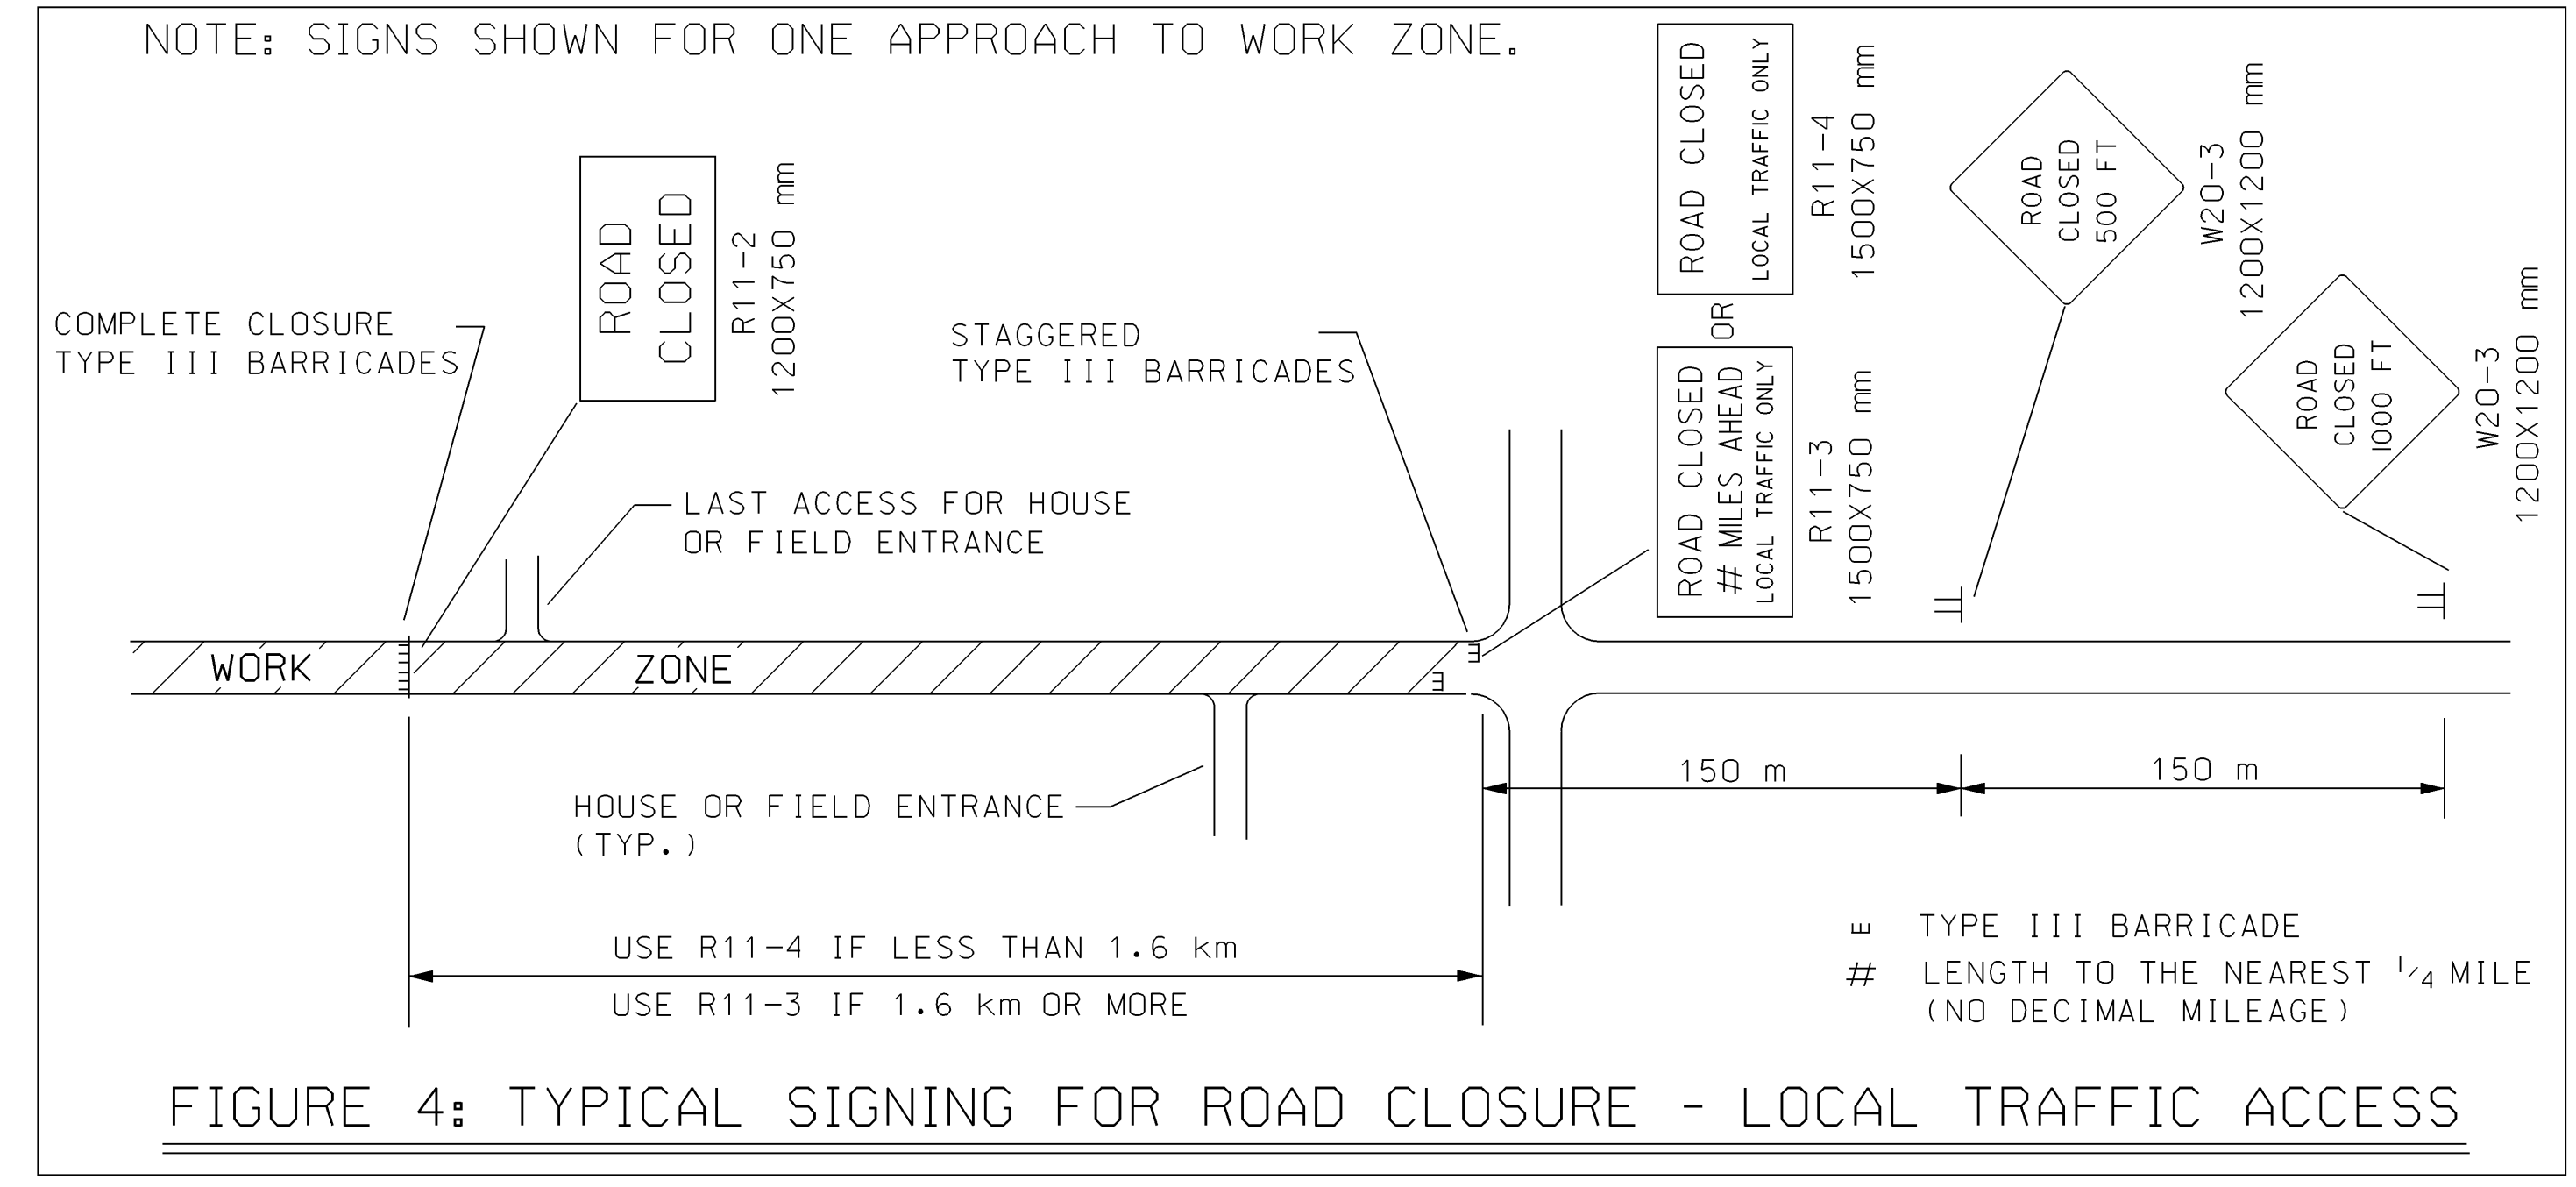 NOTE: SIGNS SHOWN FOR ONE APPROACH TO WORK ZONE.
COMPLETE CLOSURE
TYPE III BARRICADES
ROAD
CLOSED
R11-2
1200X750 mm
LAST ACCESS FOR HOUSE
OR FIELD ENTRANCE
STAGGERED
TYPE III BARRICADES
ROAD CLOSED
LOCAL TRAFFIC ONLY
R11-4
1500X750 mm
OR
ROAD CLOSED
# MILES AHEAD
LOCAL TRAFFIC ONLY
R11-3
1500X750 mm
ROAD
CLOSED
500 FT
W20-3
1200X1200 mm
ROAD
CLOSED
1000 FT
W20-3
1200X1200 mm
WORK ZONE
150 m
150 m
HOUSE OR FIELD ENTRANCE
(TYP.)
USE R11-4 IF LESS THAN 1.6 km
USE R11-3 IF 1.6 km OR MORE
TYPE III BARRICADE
# LENGTH TO THE NEAREST 1/4 MILE
(NO DECIMAL MILEAGE)
FIGURE 4: TYPICAL SIGNING FOR ROAD CLOSURE - LOCAL TRAFFIC ACCESS